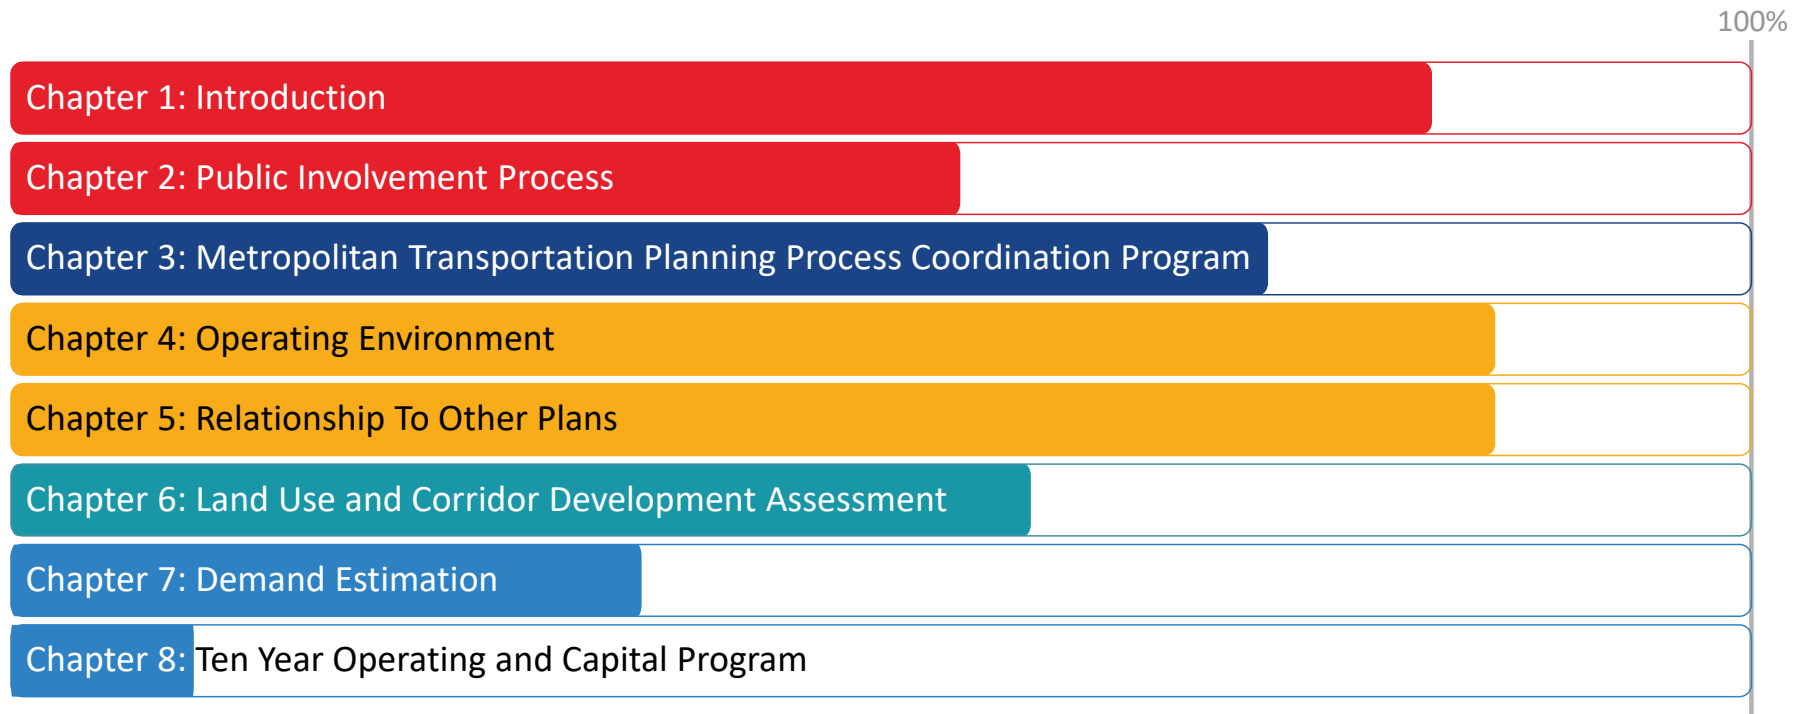 100%
Chapter 1: Introduction
Chapter 2: Public Involvement Process
Chapter 3: Metropolitan Transportation Planning Process Coordination Program
Chapter 4: Operating Environment
Chapter 5: Relationship To Other Plans
Chapter 6: Land Use and Corridor Development Assessment
Chapter 7: Demand Estimation
Chapter 8: Ten Year Operating and Capital Program